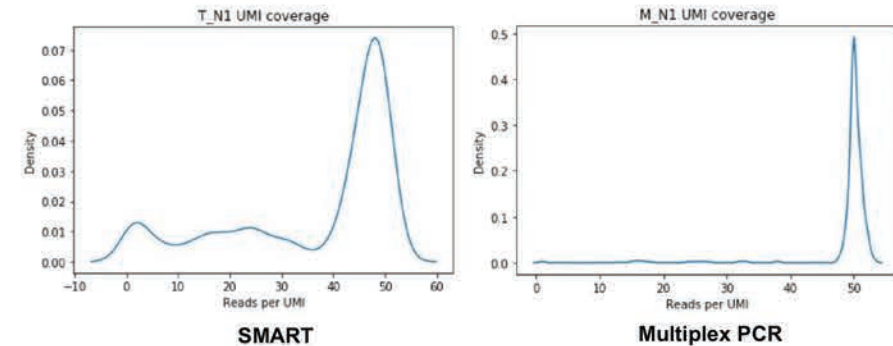 T_N1 UMI coverage
Density
0.07
0.06
0.05
0.04
0.03
0.02
0.01
0.00
−10 0 10 20 30 40 50 60
Reads per UMI
SMART
M_N1 UMI coverage
Density
0.5
0.4
0.3
0.2
0.1
0.0
0 10 20 30 40 50
Reads per UMI
Multiplex PCR